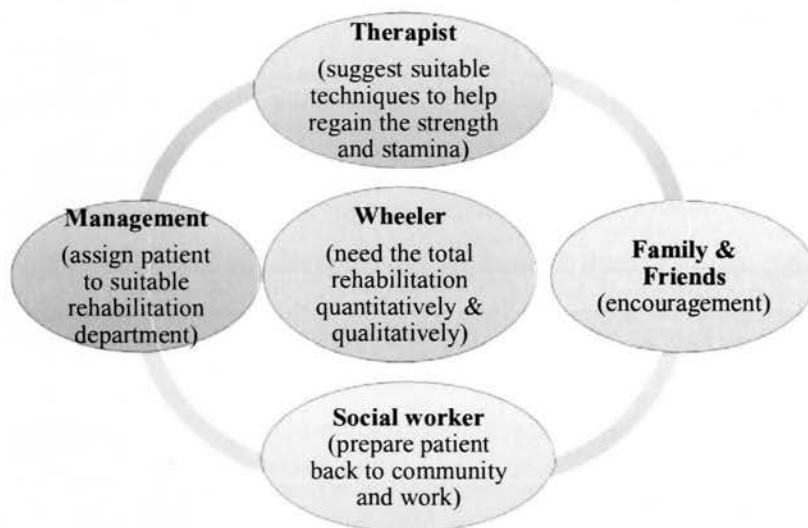 Therapist
(suggest suitable
techniques to help
regain the strength
and stamina)
Management
(assign patient
to suitable
rehabilitation
department)
Wheeler
(need the total
rehabilitation
quantitatively &
qualitatively)
Family &
Friends
(encouragement)
Social worker
(prepare patient
back to community
and work)